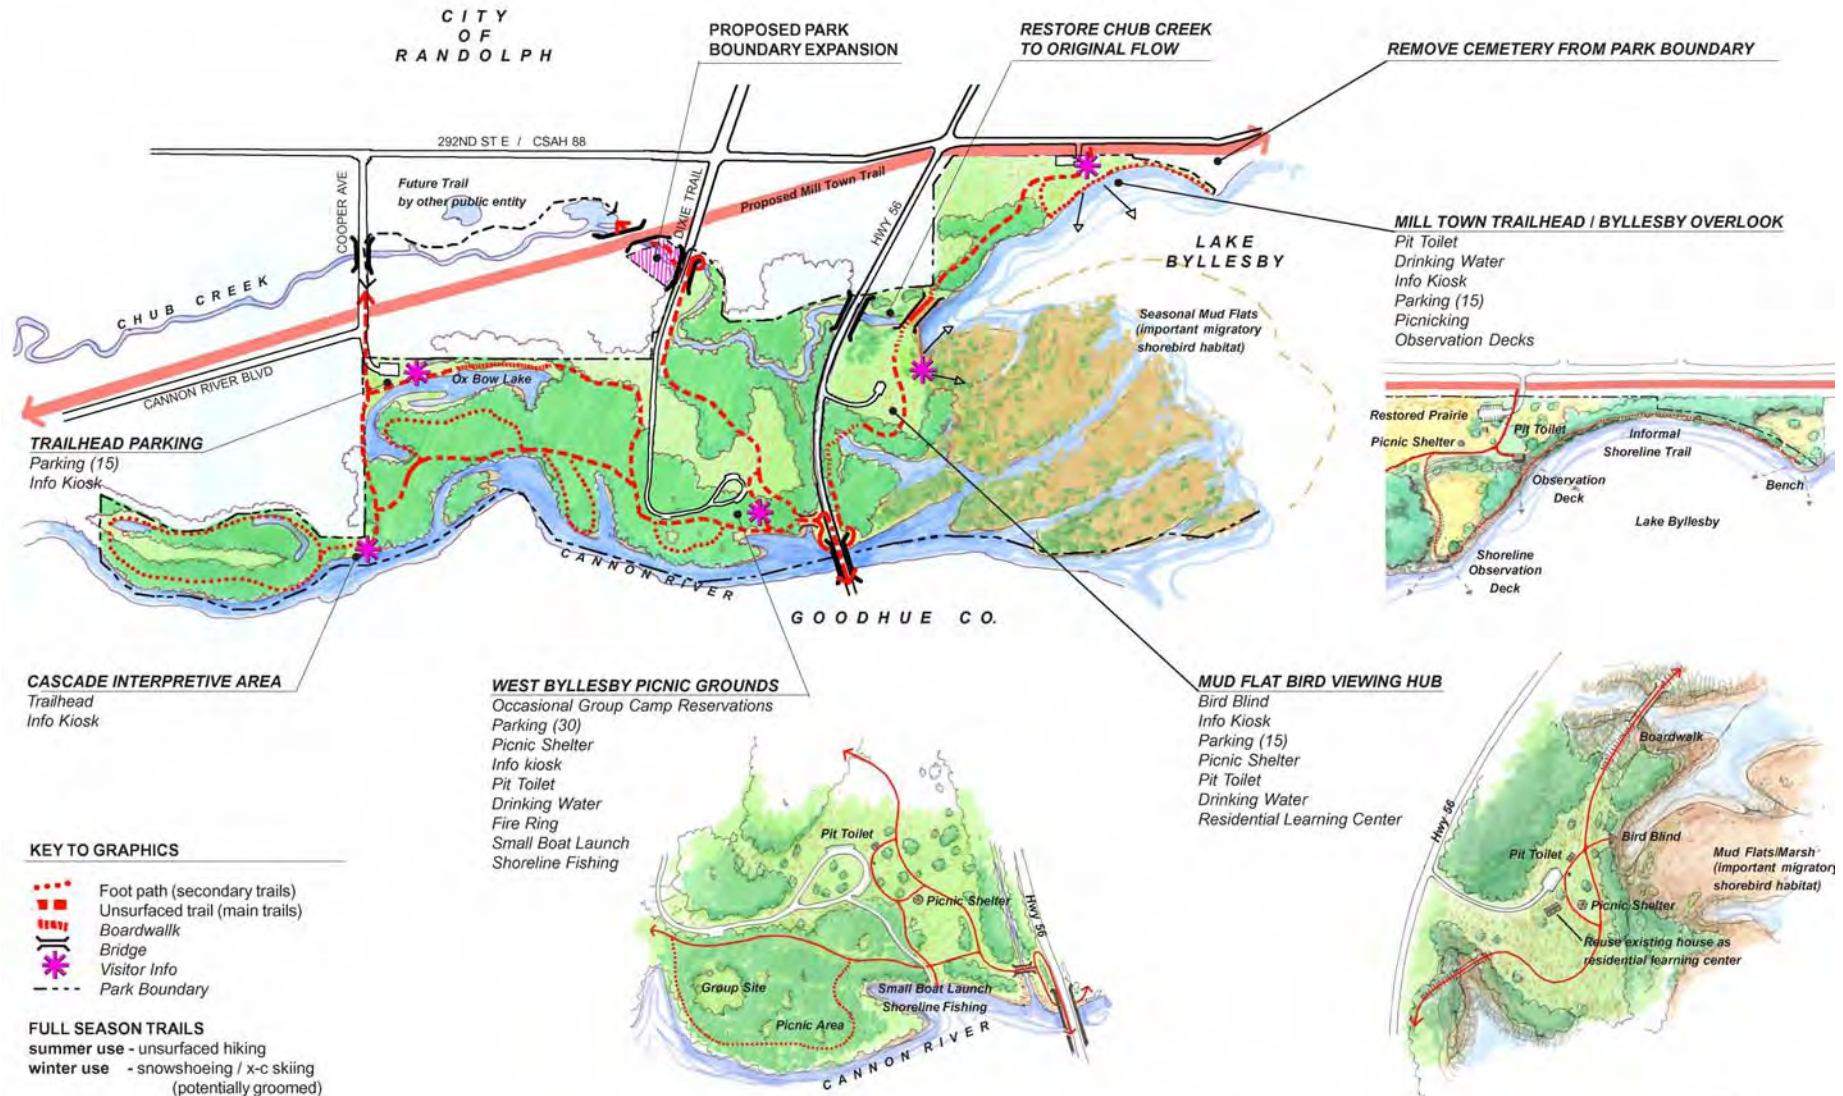 CITY
OF
RANDOLPH
PROPOSED PARK
BOUNDARY EXPANSION
RESTORE CHUB CREEK
TO ORIGINAL FLOW
REMOVE CEMETERY FROM PARK BOUNDARY
292ND ST E / CSAH 88
COOPER AVE
Future Trail
by other public entity
DIXIE TRAIL
Proposed Mill Town Trail
HWY 56
CHUB CREEK
LAKE
BYLLESBY
Seasonal Mud Flats
(important migratory
shorebird habitat)
CANNON RIVER BLVD
Ox Bow Lake
CANNON RIVER
GOODHUE CO.
MILL TOWN TRAILHEAD / BYLLESBY OVERLOOK
Pit Toilet
Drinking Water
Info Kiosk
Parking (15)
Picnicking
Observation Decks
Restored Prairie
Picnic Shelter
Pit Toilet
Informal
Shoreline Trail
Observation
Deck
Bench
Lake Byllesby
Shoreline
Observation
Deck
TRAILHEAD PARKING
Parking (15)
Info Kiosk
CASCADE INTERPRETIVE AREA
Trailhead
Info Kiosk
WEST BYLLESBY PICNIC GROUNDS
Occasional Group Camp Reservations
Parking (30)
Picnic Shelter
Info kiosk
Pit Toilet
Drinking Water
Fire Ring
Small Boat Launch
Shoreline Fishing
Pit Toilet
Picnic Shelter
Hwy 56
Group Site
Small Boat Launch
Shoreline Fishing
Picnic Area
CANNON RIVER
MUD FLAT BIRD VIEWING HUB
Bird Blind
Info Kiosk
Parking (15)
Picnic Shelter
Pit Toilet
Drinking Water
Residential Learning Center
Boardwalk
Hwy 56
Bird Blind
Pit Toilet
Mud Flats/Marsh
(important migratory
shorebird habitat)
Picnic Shelter
Reuse existing house as
residential learning center
KEY TO GRAPHICS
Foot path (secondary trails)
Unsurfaced trail (main trails)
Boardwallk
Bridge
Visitor Info
Park Boundary
FULL SEASON TRAILS
summer use - unsurfaced hiking
winter use - snowshoeing / x-c skiing
(potentially groomed)